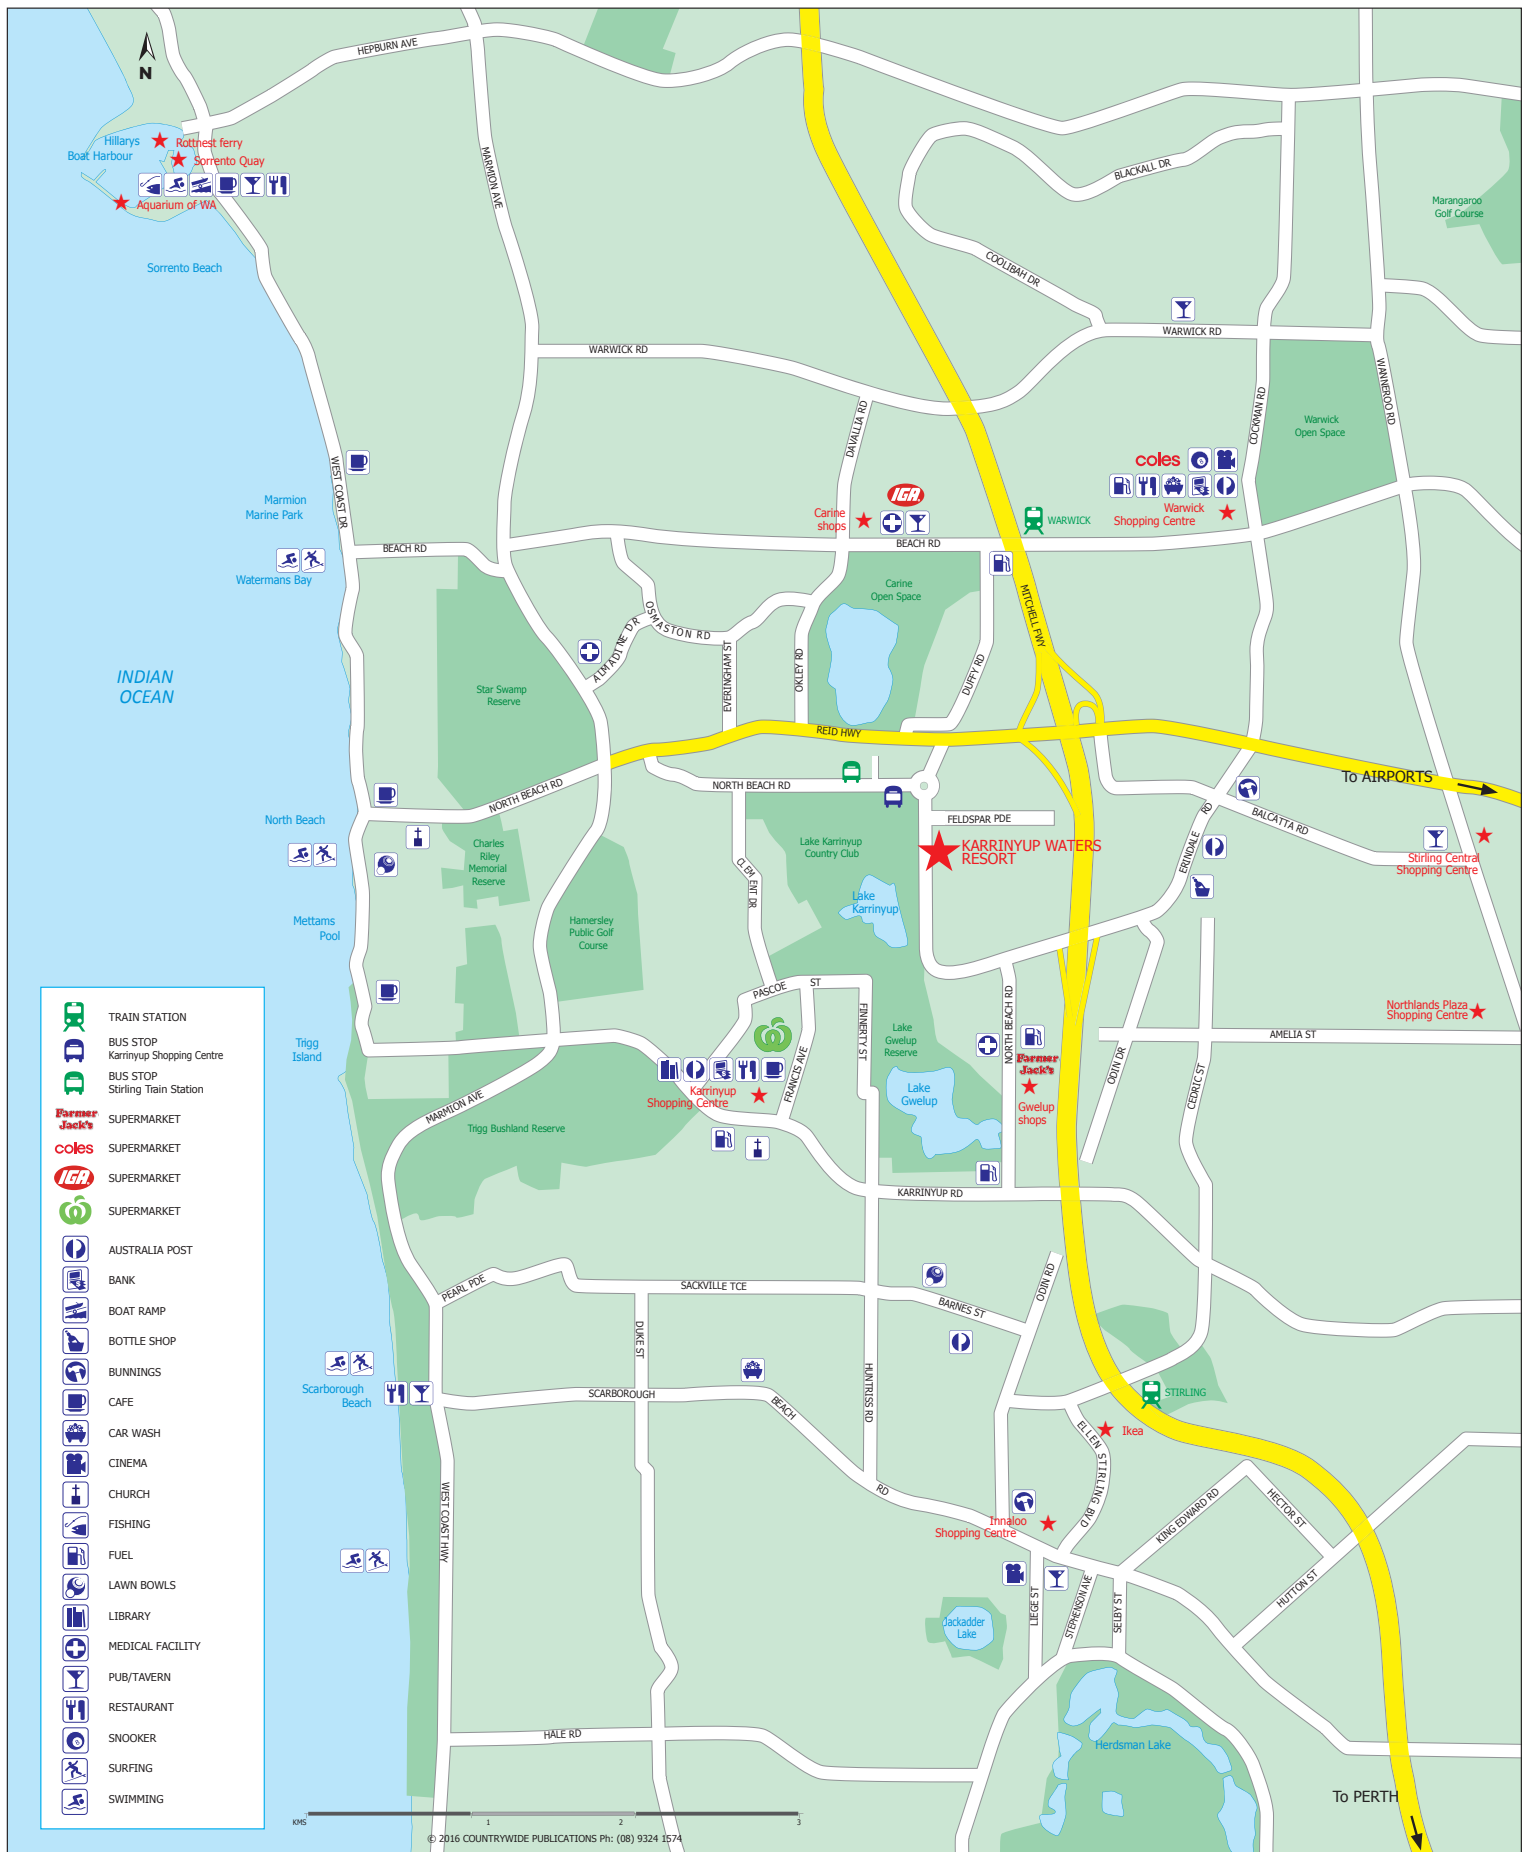 HEPBURN AVE
N
Hillarys
Boat Harbour
Rottnest ferry
Sorrento Quay
Aquarium of WA
Sorrento Beach
MARMION AVE
BLACKALL DR
Marangaroo
Golf Course
COOLIBAH DR
WARWICK RD
WARWICK RD
WANNEROO RD
COCKMAN RD
Warwick
Open Space
DAVALLIA RD
WEST COAST DR
Marmion
Marine Park
Watermans Bay
BEACH RD
IGA
Carine
shops
BEACH RD
WARWICK
coles
Warwick
Shopping Centre
Carine
Open Space
MITCHELL FWY
OSMASTON RD
ALMADINE DR
EVERINGHAM ST
OKLEY RD
DUFFY RD
INDIAN
OCEAN
Star Swamp
Reserve
REID HWY
To AIRPORTS
NORTH BEACH RD
NORTH BEACH RD
FELDSPAR PDE
BALCATTA RD
ERINDALE RD
North Beach
Charles
Riley
Memorial
Reserve
Lake Karrinyup
Country Club
KARRINYUP WATERS
RESORT
Stirling Central
Shopping Centre
CLEMENT DR
Lake
Karrinyup
Mettams
Pool
Hamersley
Public Golf
Course
PASCOE ST
FINNERTY ST
FRANCIS AVE
NORTH BEACH RD
Northlands Plaza
Shopping Centre
AMELIA ST
Lake
Gwelup
Reserve
Farmer
Jack's
Gwelup
shops
Lake
Gwelup
ODIN DR
CEDRIC ST
Trigg
Island
Karrinyup
Shopping Centre
MARMION AVE
Trigg Bushland Reserve
KARRINYUP RD
PEARL PDE
SACKVILLE TCE
BARNES ST
ODIN RD
DUKE ST
HUNTRISS RD
Scarborough
Beach
SCARBOROUGH BEACH RD
STIRLING
Ikea
ELLEN STIRLING BVD
WEST COAST HWY
Innaloo
Shopping Centre
KING EDWARD RD
HECTOR ST
HUTTON ST
LIEGE ST
STEPHENSON AVE
SELBY ST
Jackadder
Lake
Herdsman Lake
HALE RD
To PERTH
TRAIN STATION
BUS STOP
Karrinyup Shopping Centre
BUS STOP
Stirling Train Station
Farmer
Jack's
SUPERMARKET
coles
SUPERMARKET
IGA
SUPERMARKET
SUPERMARKET
AUSTRALIA POST
BANK
BOAT RAMP
BOTTLE SHOP
BUNNINGS
CAFE
CAR WASH
CINEMA
CHURCH
FISHING
FUEL
LAWN BOWLS
LIBRARY
MEDICAL FACILITY
PUB/TAVERN
RESTAURANT
SNOOKER
SURFING
SWIMMING
KMS 1 2 3
© 2016 COUNTRYWIDE PUBLICATIONS Ph: (08) 9324 1574